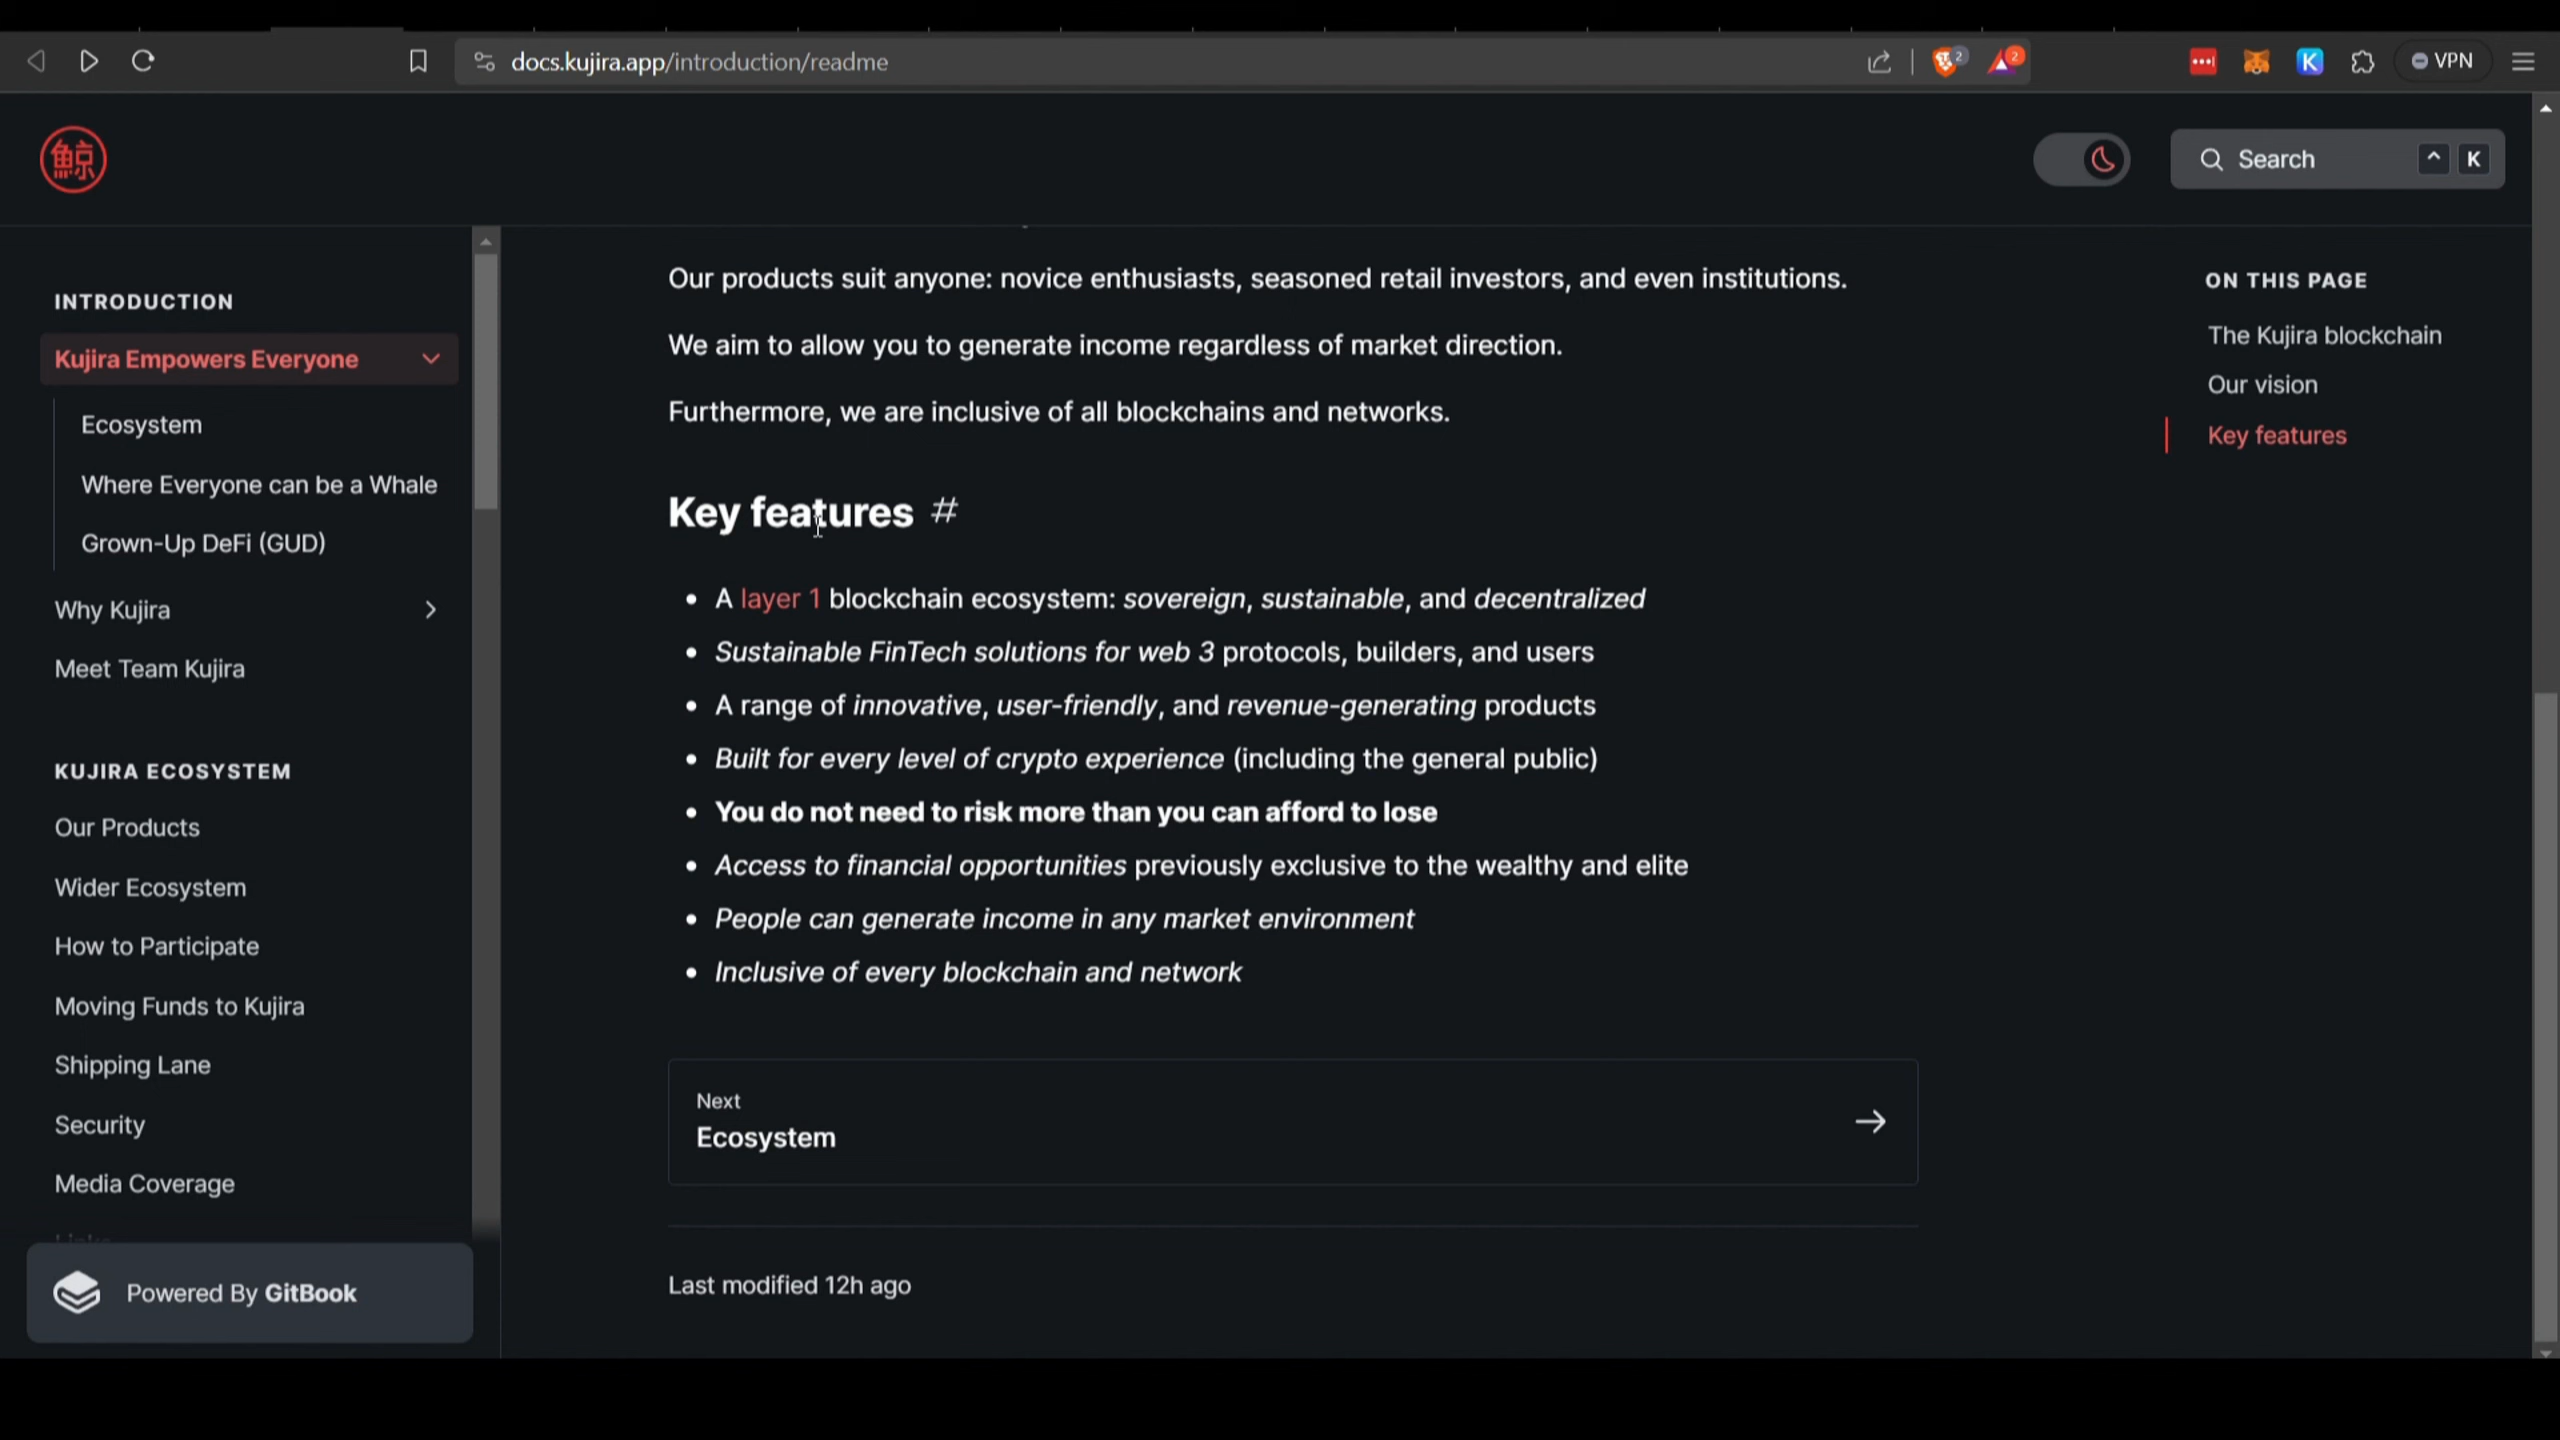 docs.kujira.app/introduction/readme
2
2
K
VPN
鯨
Search
^ K
INTRODUCTION
Kujira Empowers Everyone
Ecosystem
Where Everyone can be a Whale
Grown-Up DeFi (GUD)
Why Kujira
Meet Team Kujira
KUJIRA ECOSYSTEM
Our Products
Wider Ecosystem
How to Participate
Moving Funds to Kujira
Shipping Lane
Security
Media Coverage
Links
Powered By GitBook
Our products suit anyone: novice enthusiasts, seasoned retail investors, and even institutions.
We aim to allow you to generate income regardless of market direction.
Furthermore, we are inclusive of all blockchains and networks.
Key features #
• A layer 1 blockchain ecosystem: sovereign, sustainable, and decentralized
• Sustainable FinTech solutions for web 3 protocols, builders, and users
• A range of innovative, user-friendly, and revenue-generating products
• Built for every level of crypto experience (including the general public)
• You do not need to risk more than you can afford to lose
• Access to financial opportunities previously exclusive to the wealthy and elite
• People can generate income in any market environment
• Inclusive of every blockchain and network
Next
Ecosystem
Last modified 12h ago
ON THIS PAGE
The Kujira blockchain
Our vision
Key features